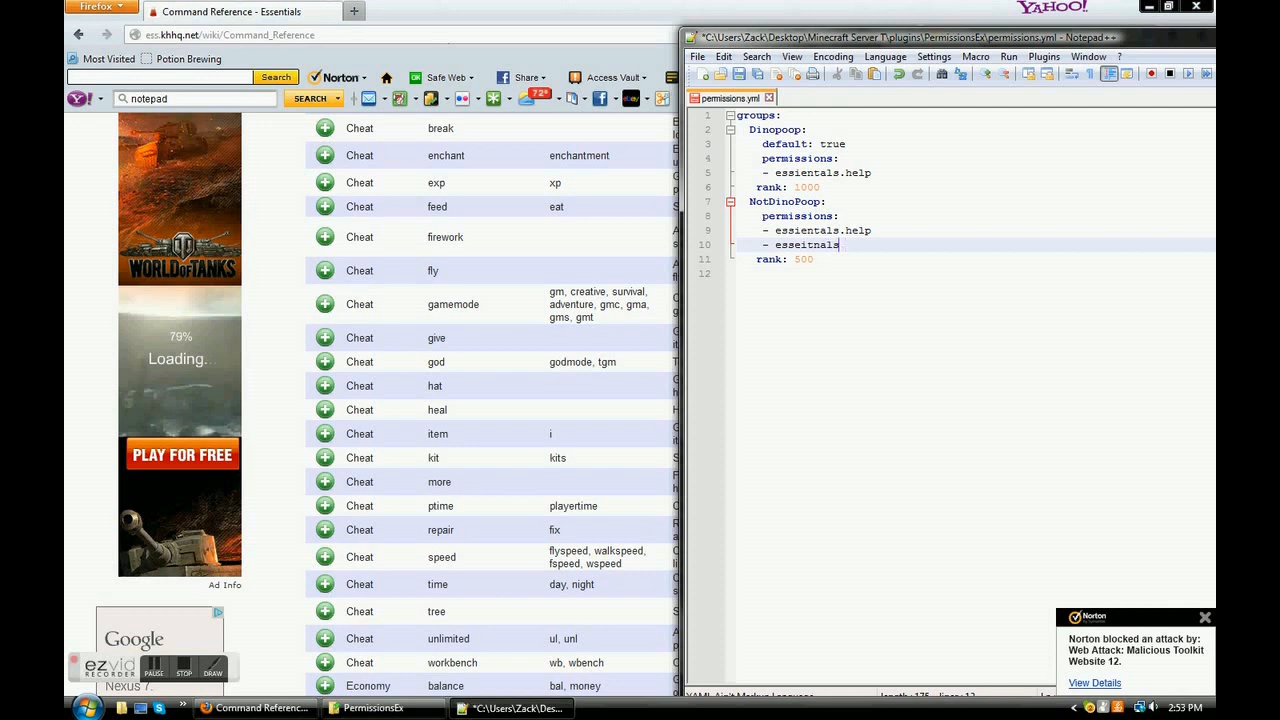 Firefox
Command Reference - Essentials
YAHOO!
ess.khhq.net/wiki/Command_Reference
Most Visited
Potion Brewing
Search
Norton
Safe Web
Share
Access Vault
notepad
SEARCH
72°
ebay
*C:\Users\Zack\Desktop\Minecraft Server T\plugins\PermissionsEx\permissions.yml - Notepad++
File Edit Search View Encoding Language Settings Macro Run Plugins Window ?
permissions.yml
1 groups:
2 Dinopoop:
3 default: true
4 permissions:
5 - essientals.help
6 rank: 1000
7 NotDinoPoop:
8 permissions:
9 - essientals.help
10 - esseitnals
11 rank: 500
12
Cheat break
Cheat enchant enchantment
Cheat exp xp
Cheat feed eat
Cheat firework
Cheat fly
Cheat gamemode gm, creative, survival,
adventure, gmc, gma,
gms, gmt
Cheat give
Cheat god godmode, tgm
Cheat hat
Cheat heal
Cheat item i
Cheat kit kits
Cheat more
Cheat ptime playertime
Cheat repair fix
Cheat speed flyspeed, walkspeed,
fspeed, wspeed
Cheat time day, night
Cheat tree
Cheat unlimited ul, unl
Cheat workbench wb, wbench
Economy balance bal, money
WORLD OF TANKS
79%
Loading...
PLAY FOR FREE
Ad Info
Google
Nexus 7.
ezvid
RECORDER
PAUSE
STOP
DRAW
Norton
Norton blocked an attack by:
Web Attack: Malicious Toolkit
Website 12.
View Details
Command Referenc...
PermissionsEx
*C:\Users\Zack\Des...
2:53 PM